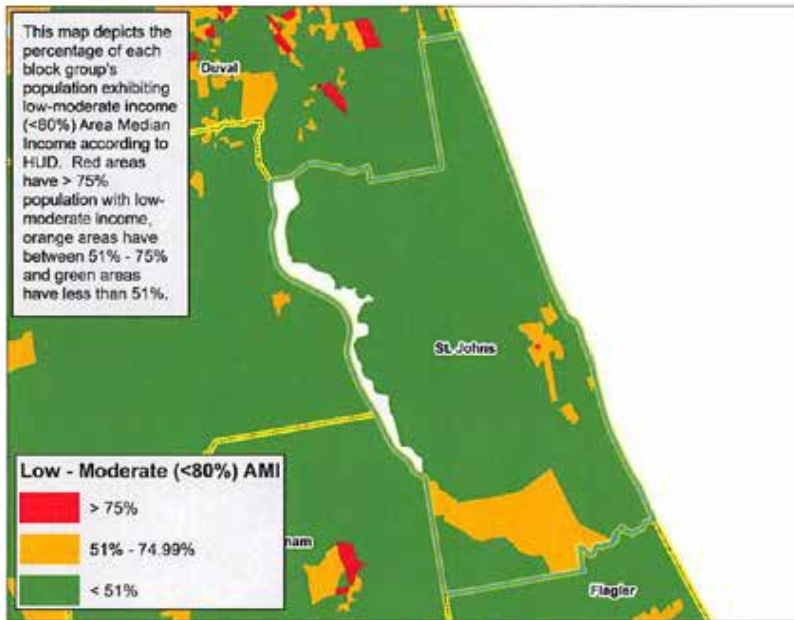 This map depicts the
percentage of each
block group's
population exhibiting
low-moderate income
(<80%) Area Median
Income according to
HUD. Red areas
have > 75%
population with low-
moderate income,
orange areas have
between 51% - 75%
and green areas
have less than 51%.
Duval
St. Johns
Low - Moderate (<80%) AMI
> 75%
51% - 74.99%
nam
< 51%
Flagler